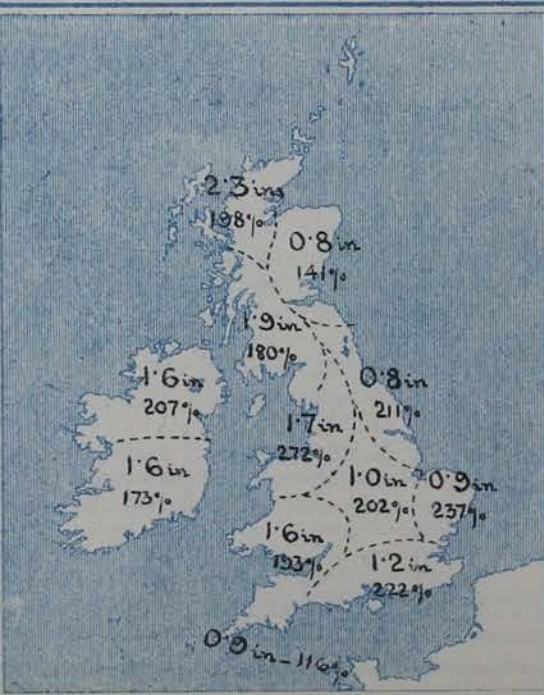 2·3 ins
198%
0·8 in
141%
1·9 in
180%
1·6 in
207%
0·8 in
211%
1·7 in
272%
1·6 in
173%
1·0 in
202%
0·9 in
237%
1·6 in
193%
1·2 in
222%
0·9 in – 116%